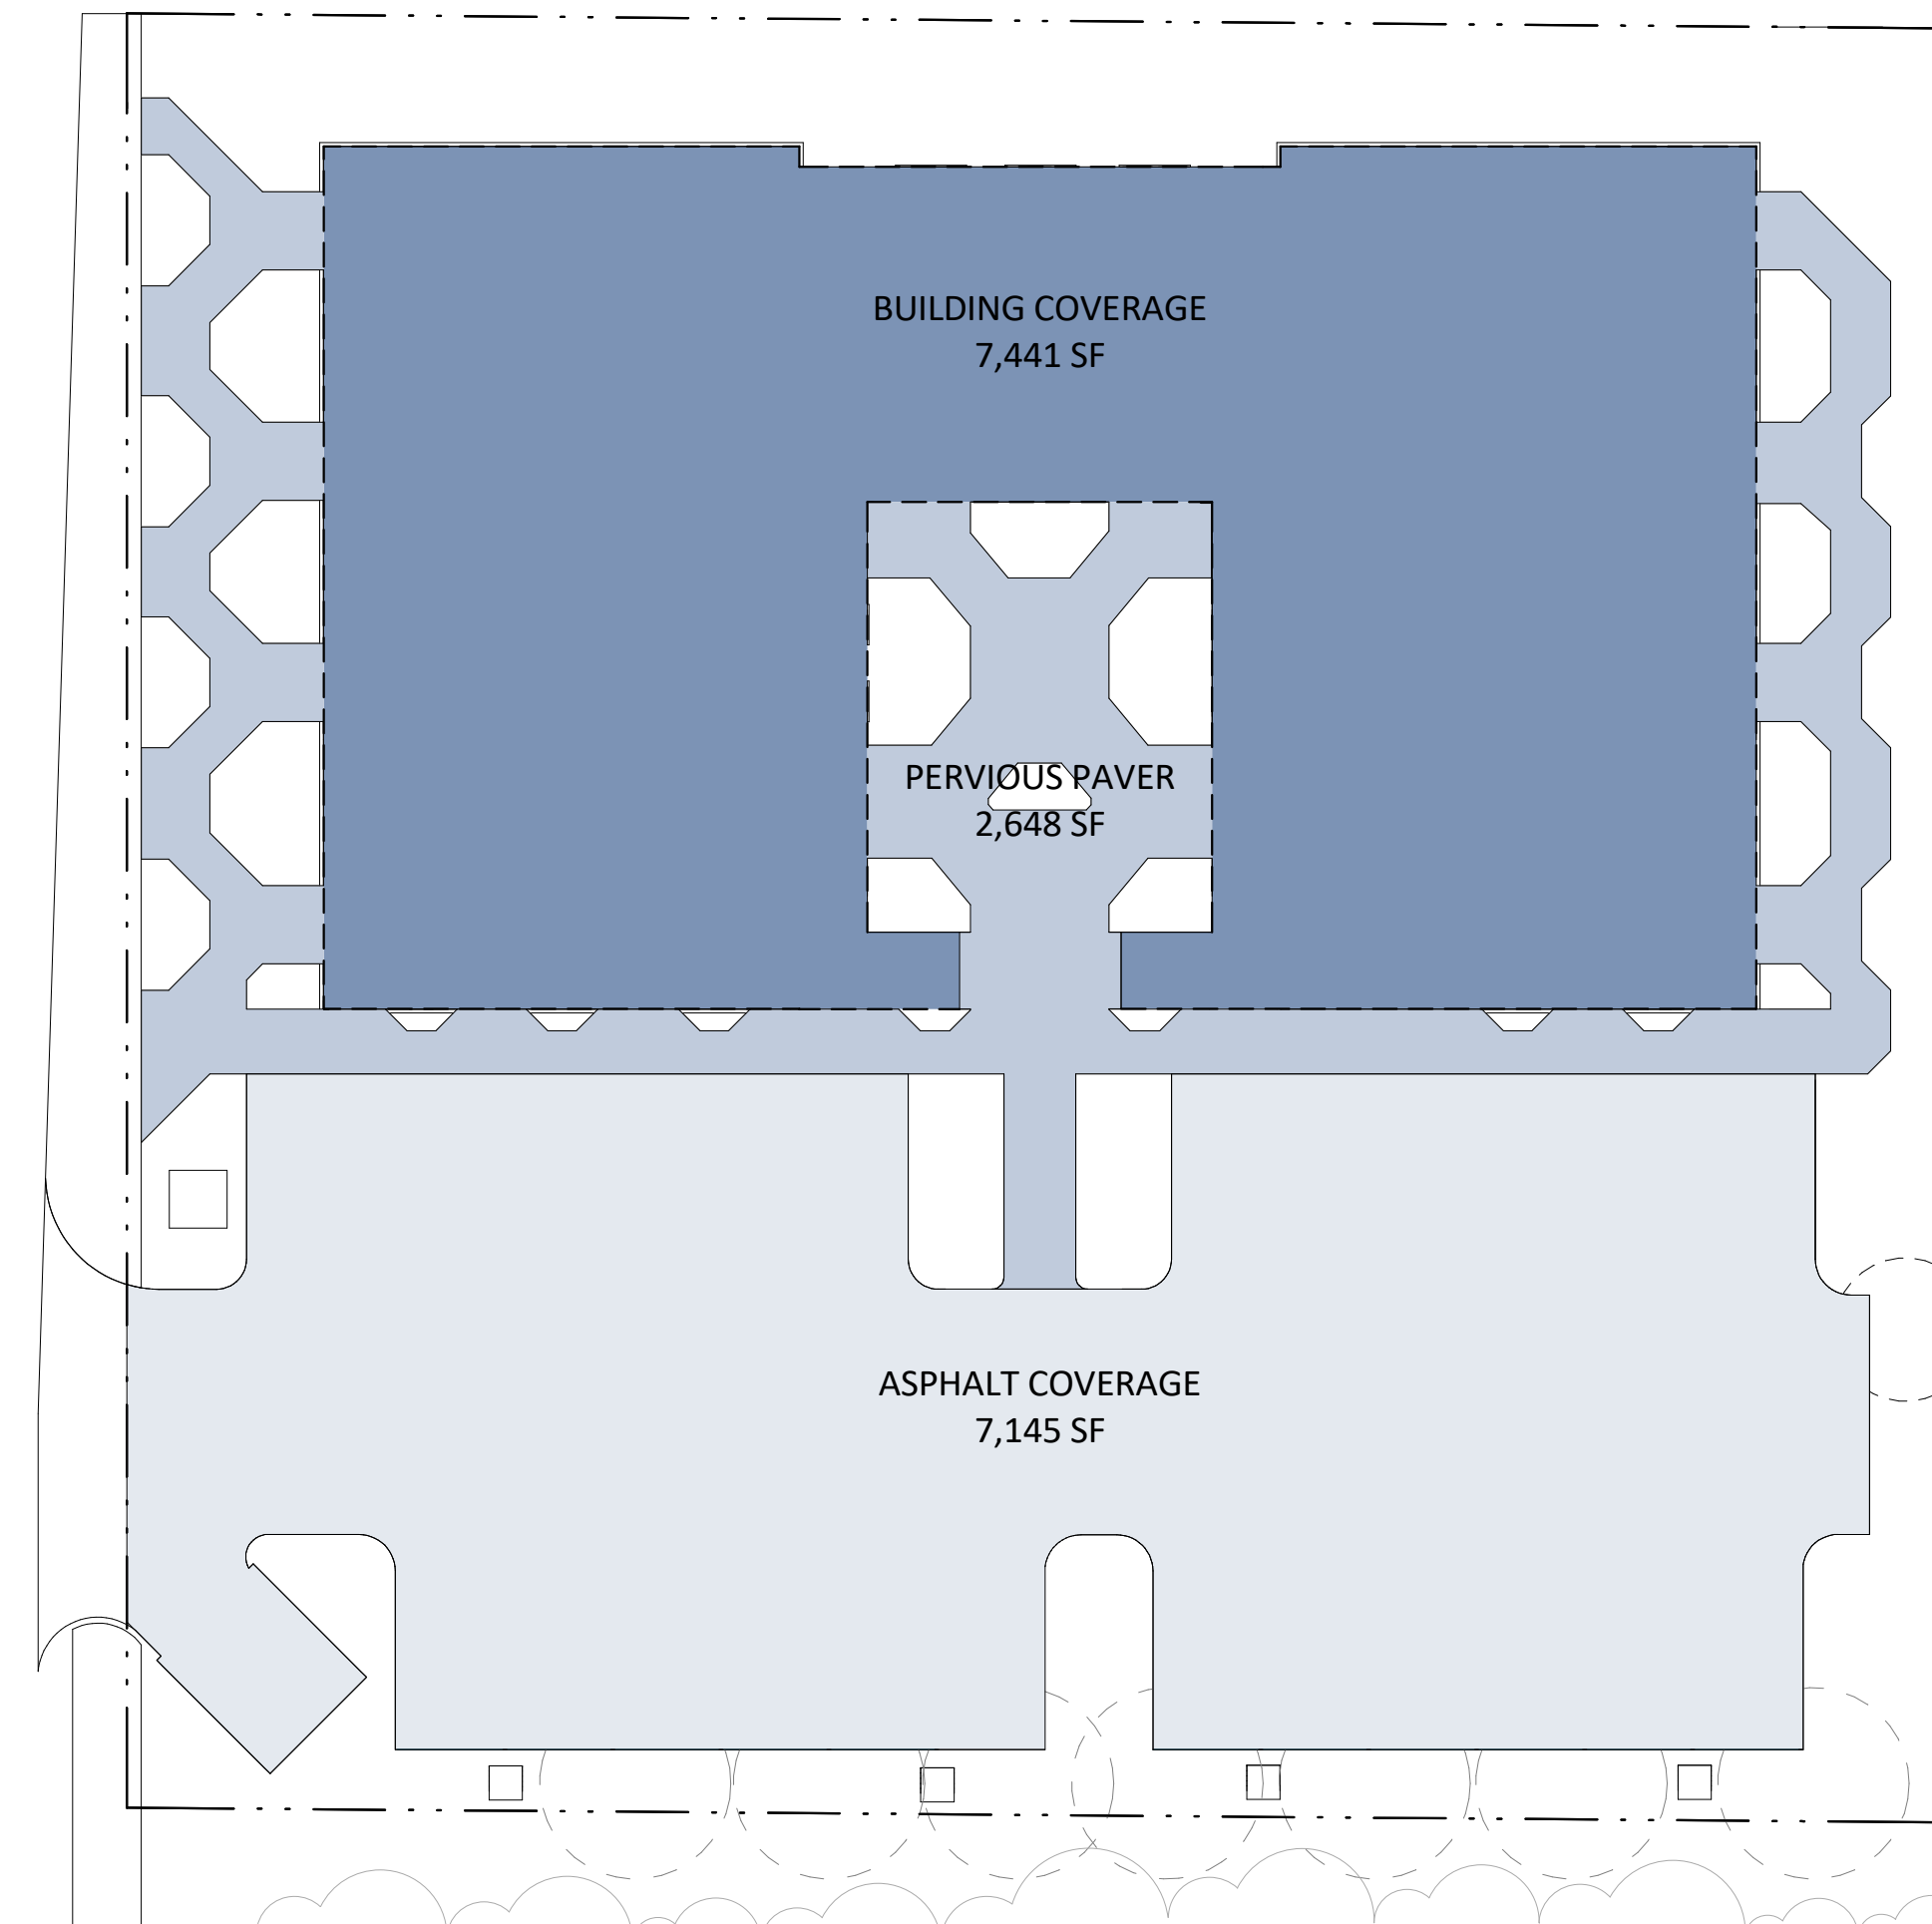 BUILDING COVERAGE
7,441 SF
PERVIOUS PAVER
2,648 SF
ASPHALT COVERAGE
7,145 SF